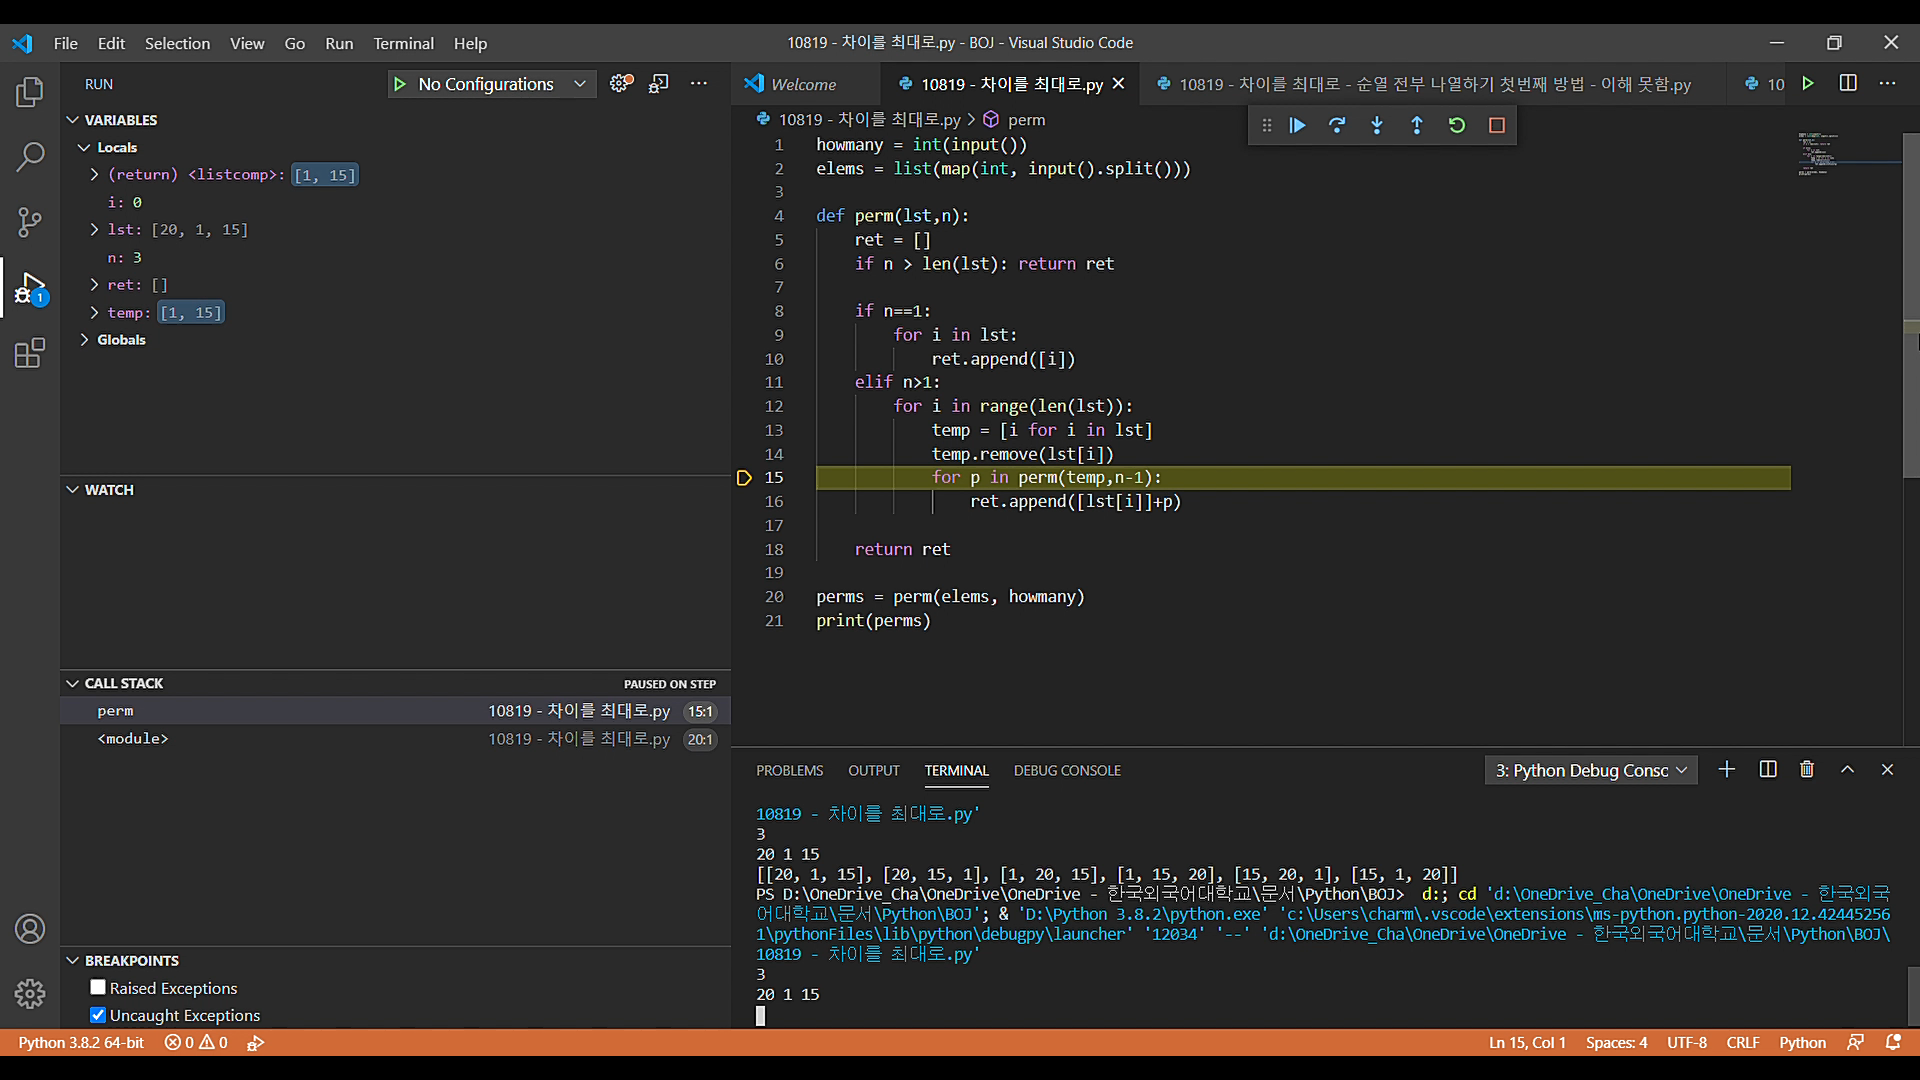 File Edit Selection View Go Run Terminal Help
10819 - 차이를 최대로.py - BOJ - Visual Studio Code
RUN
No Configurations
Welcome
10819 - 차이를 최대로.py
10819 - 차이를 최대로 - 순열 전부 나열하기 첫번째 방법 - 이해 못함.py
10
10819 - 차이를 최대로.py > perm
VARIABLES
Locals
(return) <listcomp>: [1, 15]
i: 0
lst: [20, 1, 15]
n: 3
ret: []
temp: [1, 15]
Globals
WATCH
CALL STACK
PAUSED ON STEP
perm 10819 - 차이를 최대로.py 15:1
<module> 10819 - 차이를 최대로.py 20:1
BREAKPOINTS
Raised Exceptions
Uncaught Exceptions
1
1 howmany = int(input())
2 elems = list(map(int, input().split()))
3
4 def perm(lst,n):
5     ret = []
6     if n > len(lst): return ret
7
8     if n==1:
9         for i in lst:
10             ret.append([i])
11     elif n>1:
12         for i in range(len(lst)):
13             temp = [i for i in lst]
14             temp.remove(lst[i])
15             for p in perm(temp,n-1):
16                 ret.append([lst[i]]+p)
17
18     return ret
19
20 perms = perm(elems, howmany)
21 print(perms)
PROBLEMS OUTPUT TERMINAL DEBUG CONSOLE
3: Python Debug Consc
10819 - 차이를 최대로.py'
3
20 1 15
[[20, 1, 15], [20, 15, 1], [1, 20, 15], [1, 15, 20], [15, 20, 1], [15, 1, 20]]
PS D:\OneDrive_Cha\OneDrive\OneDrive - 한국외국어대학교\문서\Python\BOJ>  d:; cd 'd:\OneDrive_Cha\OneDrive\OneDrive - 한국외국
어대학교\문서\Python\BOJ'; & 'D:\Python 3.8.2\python.exe' 'c:\Users\charm\.vscode\extensions\ms-python.python-2020.12.42445256
1\pythonFiles\lib\python\debugpy\launcher' '12034' '--' 'd:\OneDrive_Cha\OneDrive\OneDrive - 한국외국어대학교\문서\Python\BOJ\
10819 - 차이를 최대로.py'
3
20 1 15
Python 3.8.2 64-bit 0 0
Ln 15, Col 1 Spaces: 4 UTF-8 CRLF Python